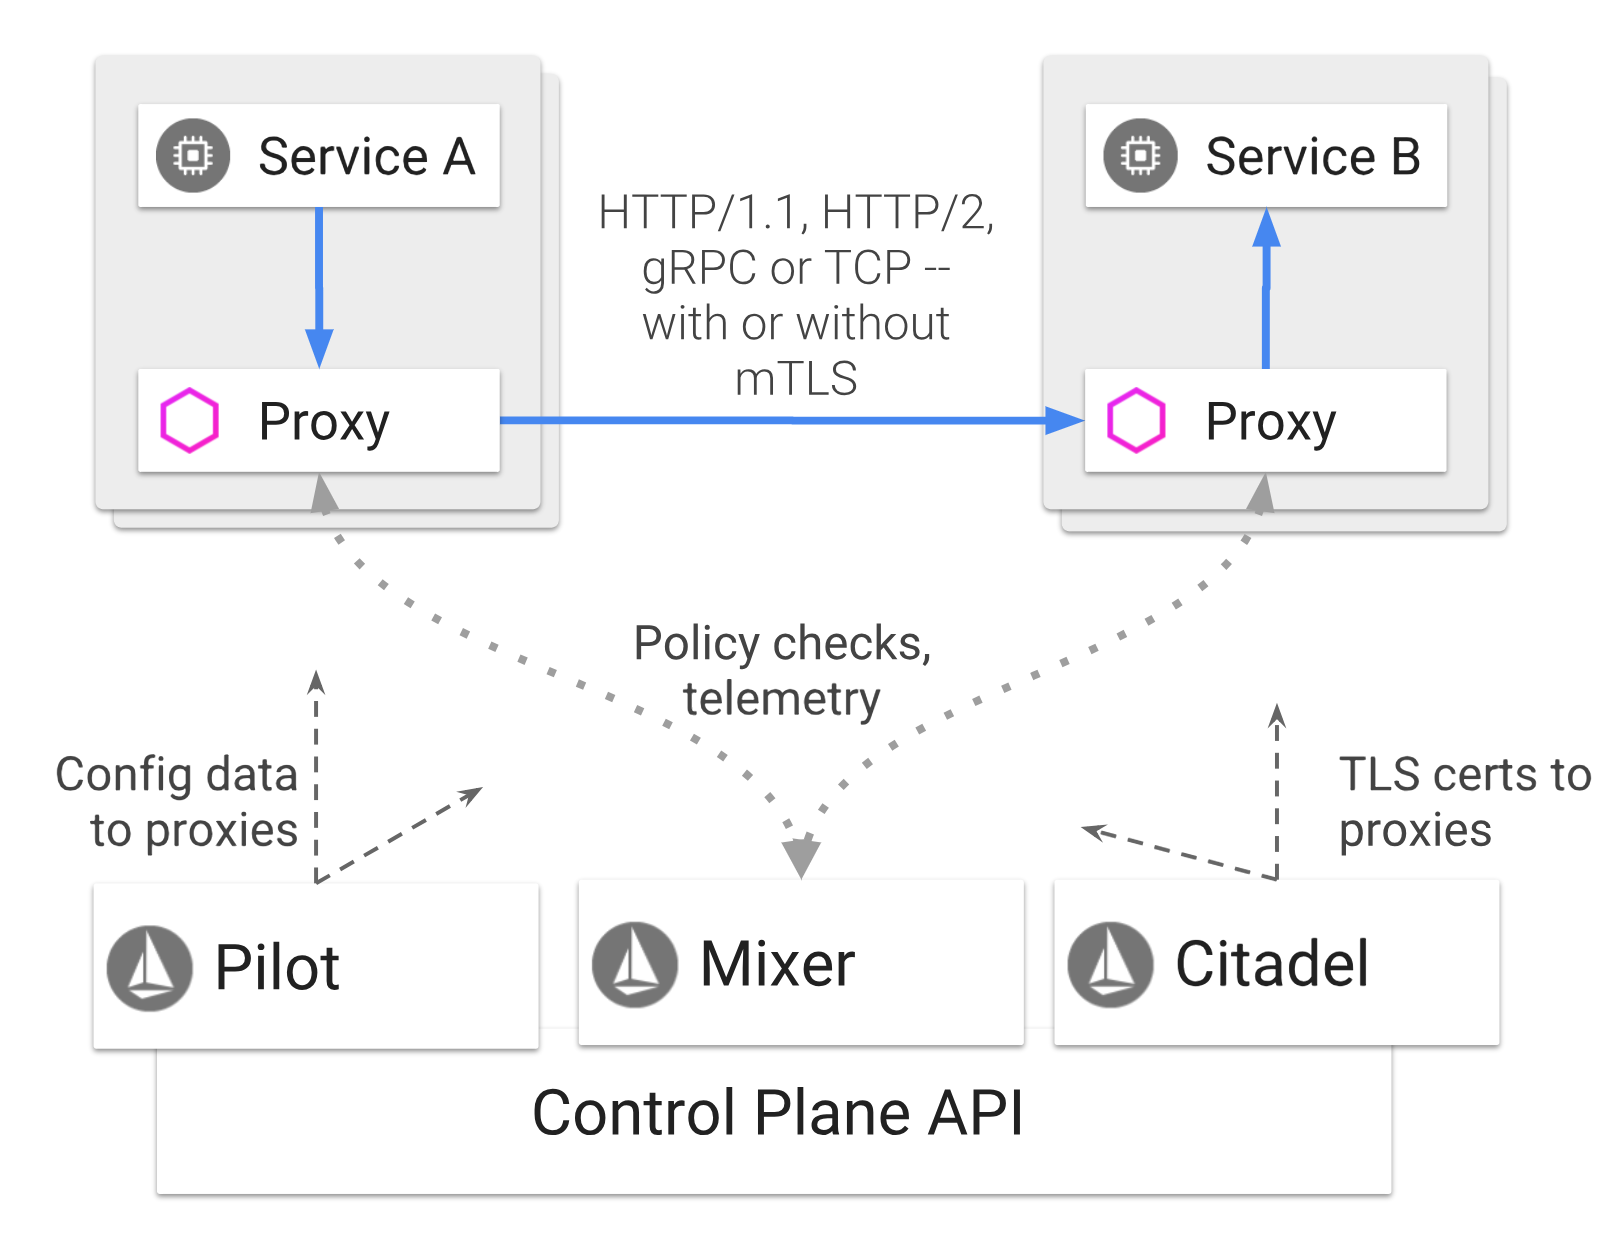 Service A
Service B
HTTP/1.1, HTTP/2,
gRPC or TCP --
with or without
mTLS
Proxy
Proxy
Policy checks,
telemetry
Config data
to proxies
TLS certs to
proxies
Pilot
Mixer
Citadel
Control Plane API